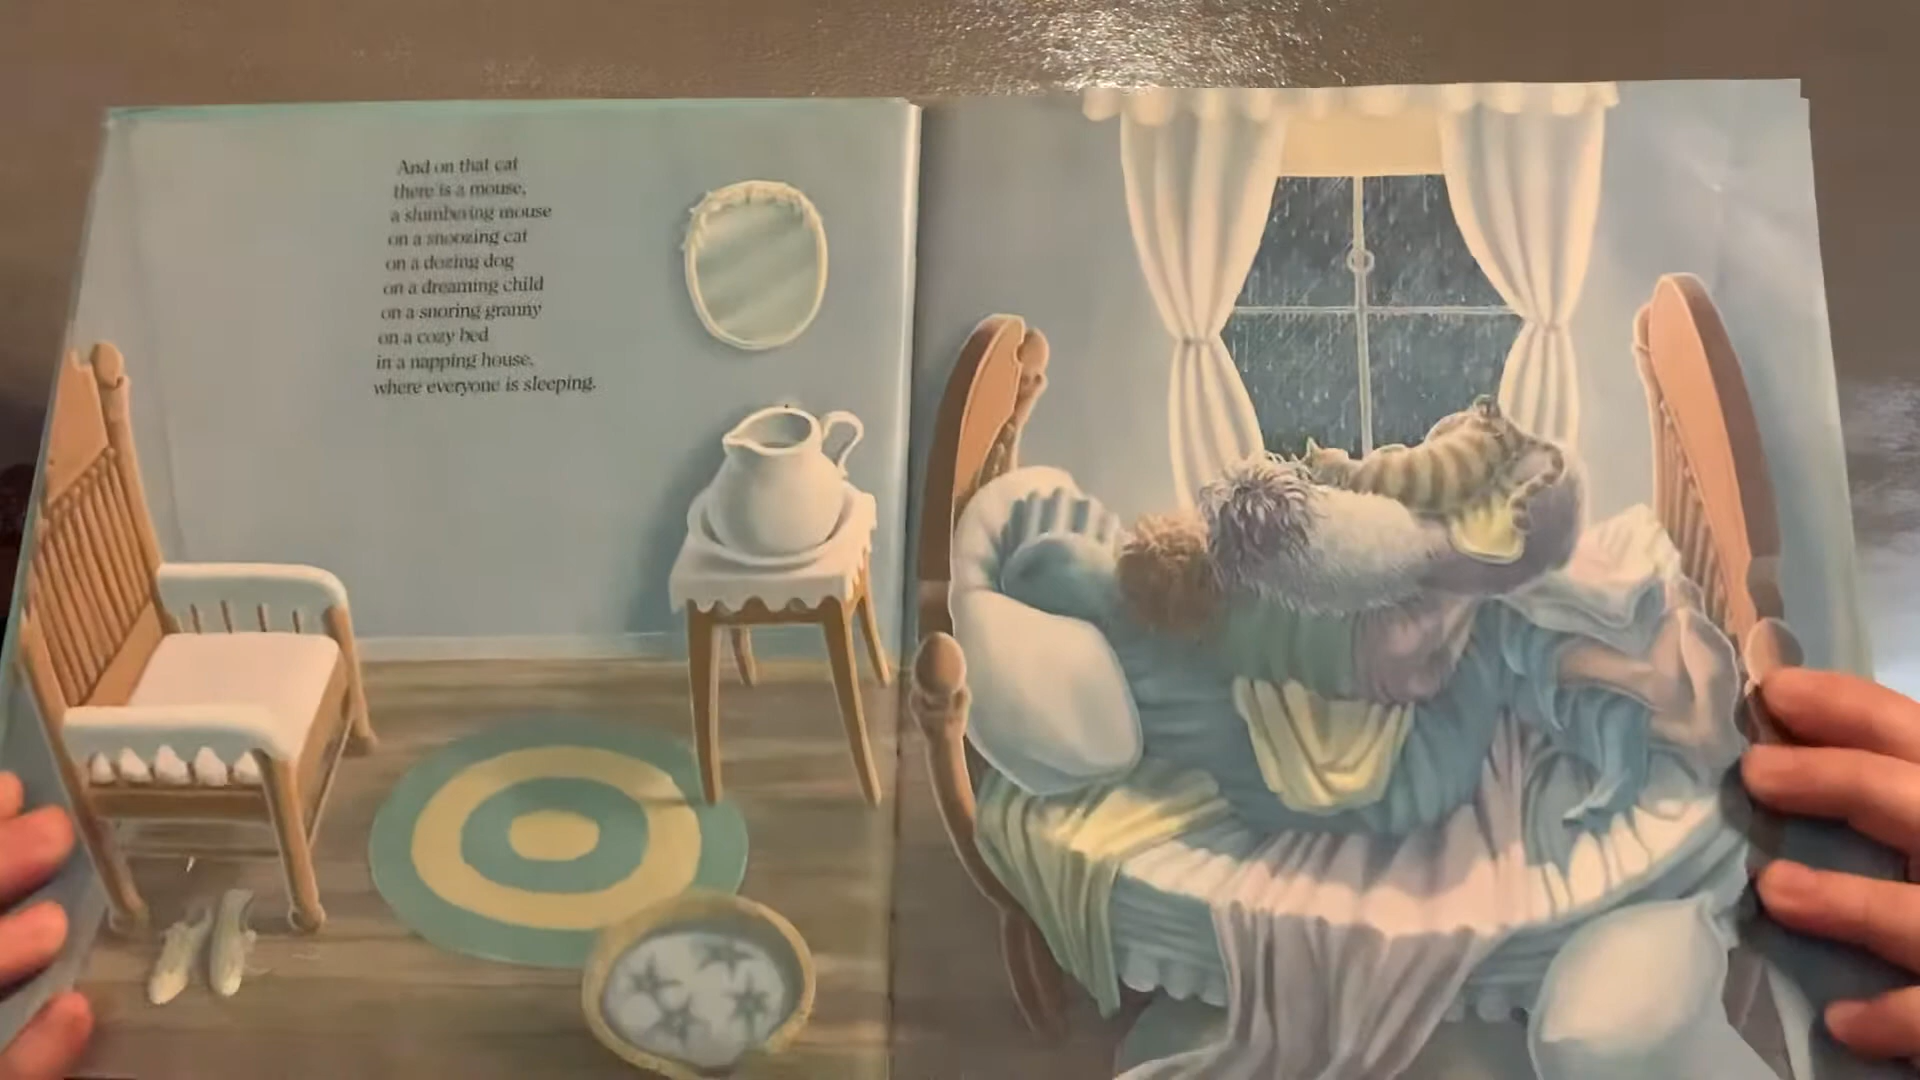 And on that cat
there is a mouse,
a slumbering mouse
on a snoozing cat
on a dozing dog
on a dreaming child
on a snoring granny
on a cozy bed
in a napping house,
where everyone is sleeping.